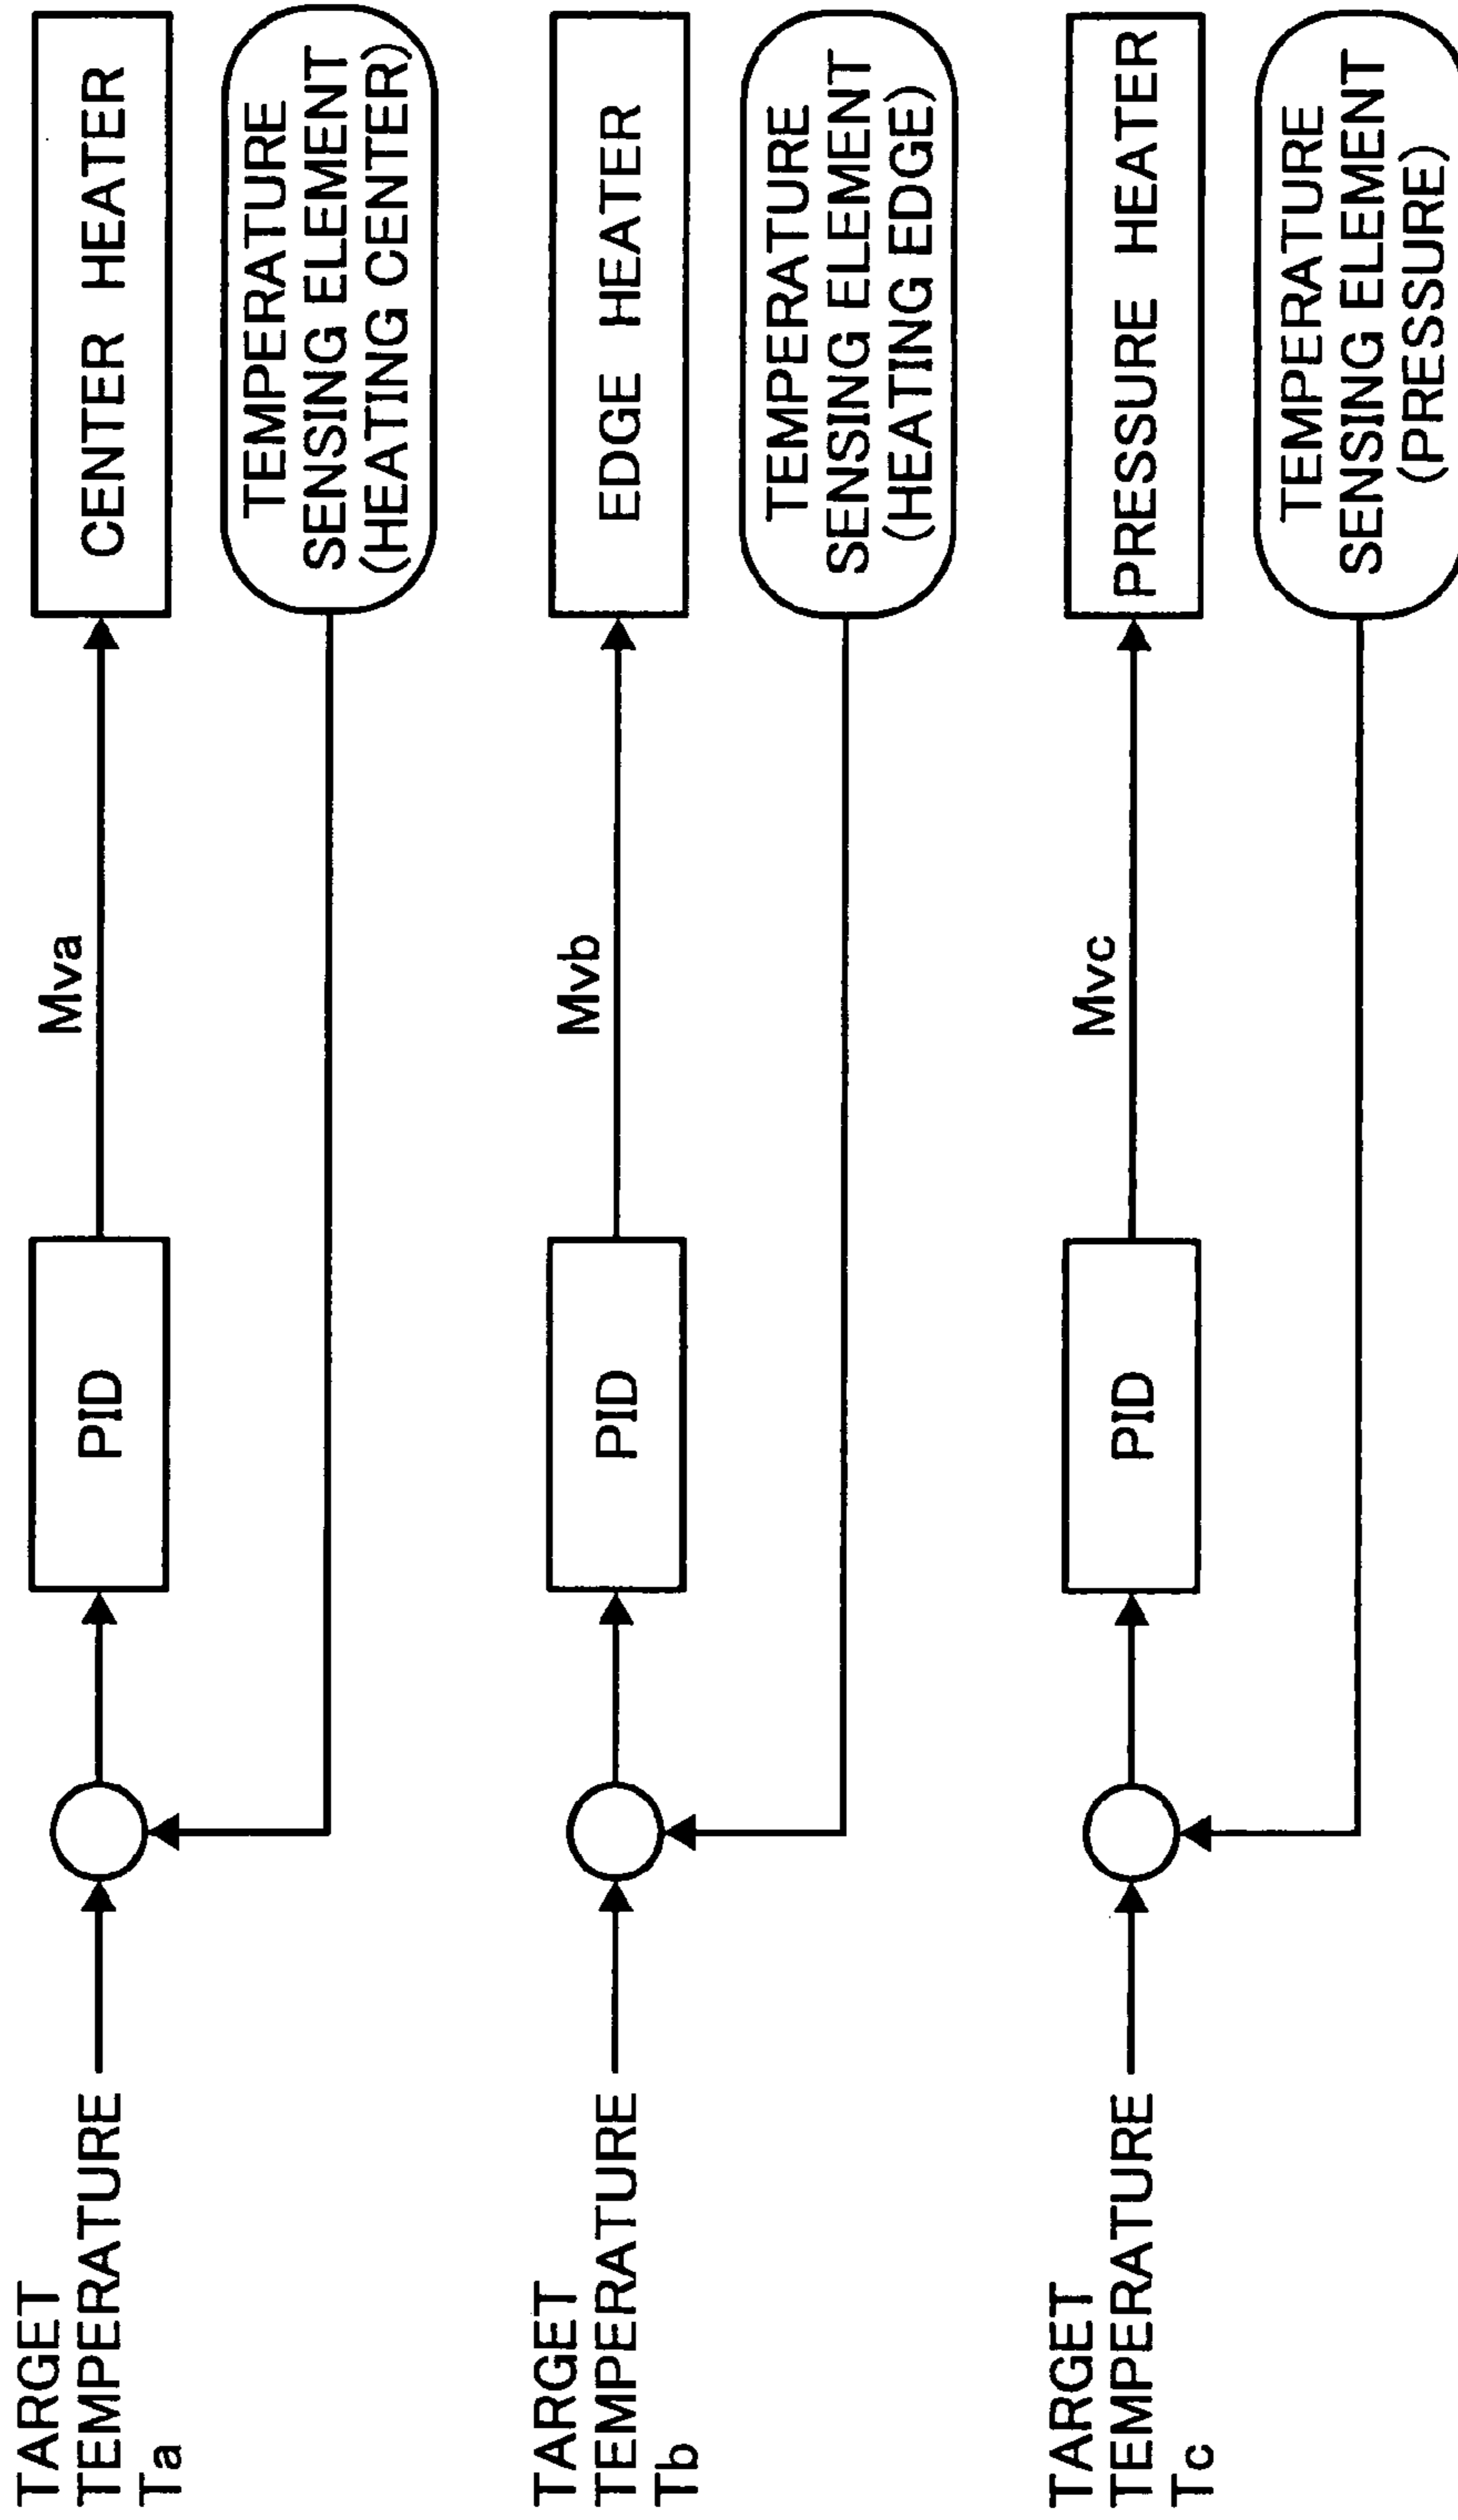 TARGET
TEMPERATURE
Ta
PID
Mva
CENTER HEATER
TEMPERATURE
SENSING ELEMENT
(HEATING CENTER)
TARGET
TEMPERATURE
Tb
PID
Mvb
EDGE HEATER
TEMPERATURE
SENSING ELEMENT
(HEATING EDGE)
TARGET
TEMPERATURE
Tc
PID
Mvc
PRESSURE HEATER
TEMPERATURE
SENSING ELEMENT
(PRESSURE)